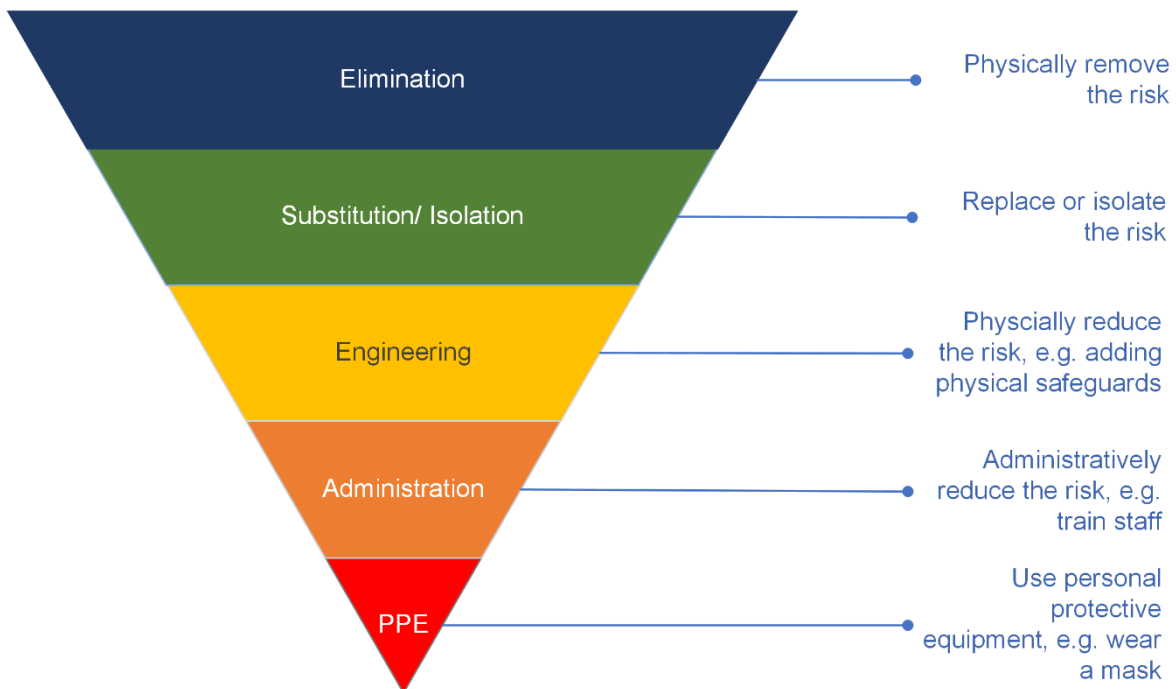 Elimination
Physically remove
the risk
Substitution/ Isolation
Replace or isolate
the risk
Engineering
Physcially reduce
the risk, e.g. adding
physical safeguards
Administration
Administratively
reduce the risk, e.g.
train staff
PPE
Use personal
protective
equipment, e.g. wear
a mask